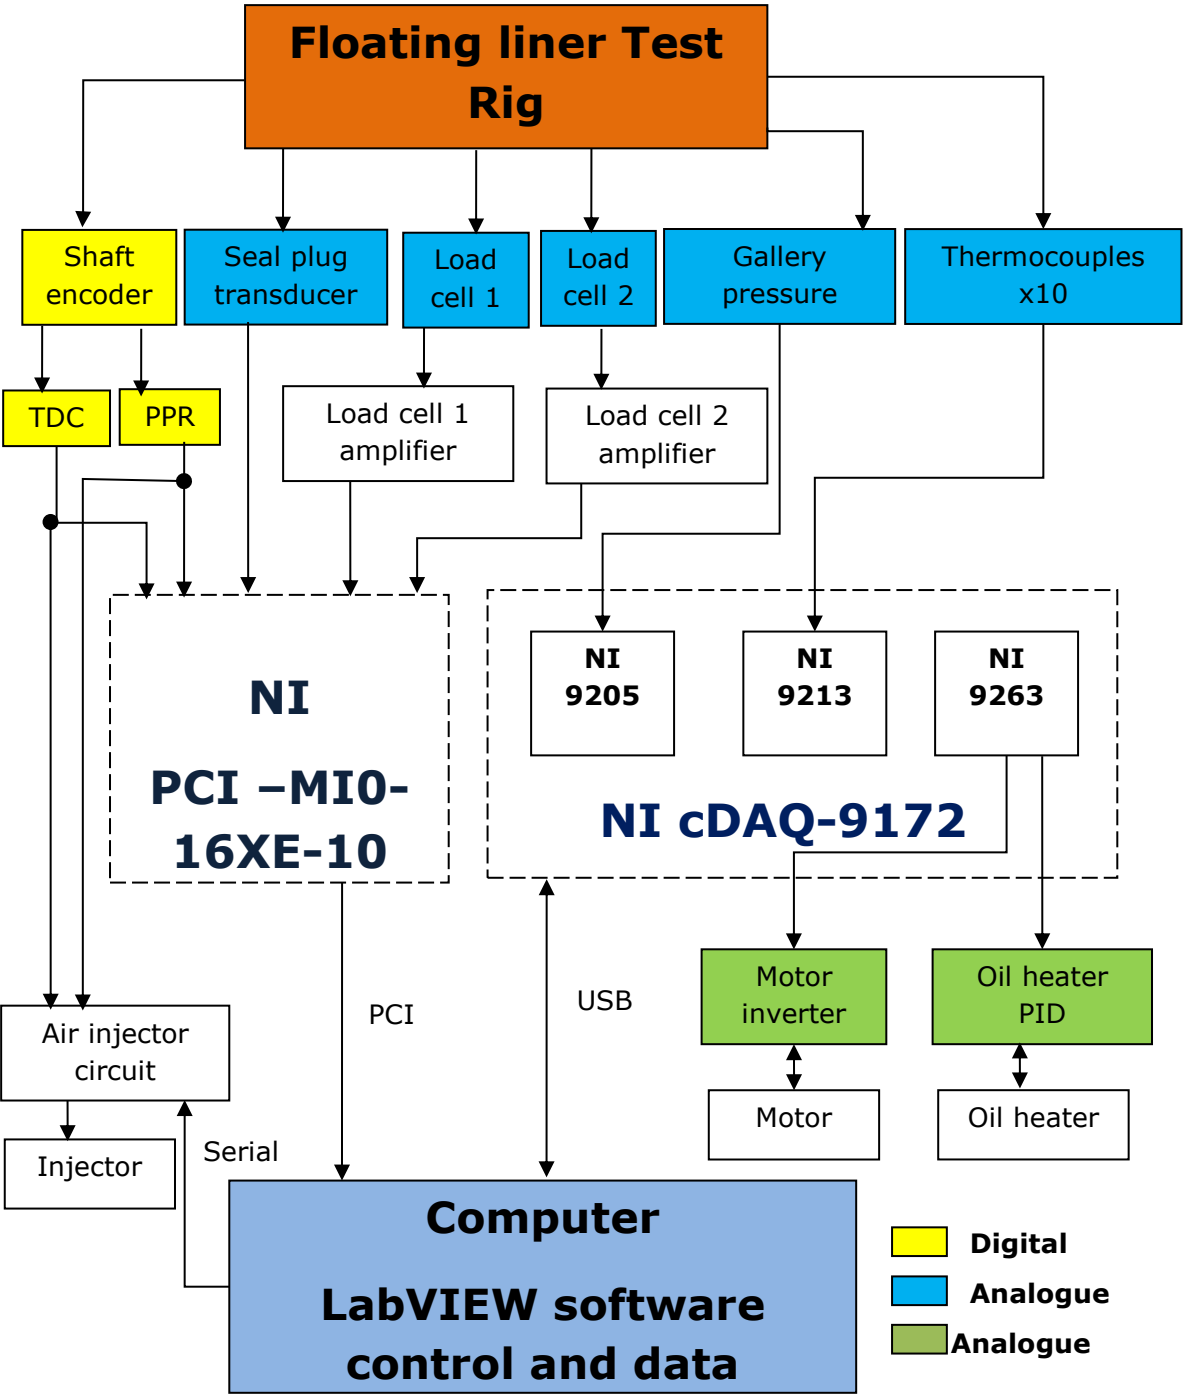 Floating liner Test
Rig
Shaft
encoder
Seal plug
transducer
Load
cell 1
Load
cell 2
Gallery
pressure
Thermocouples
x10
TDC
PPR
Load cell 1
amplifier
Load cell 2
amplifier
NI
PCI –MI0-
16XE-10
NI
9205
NI
9213
NI
9263
NI cDAQ-9172
Motor
inverter
Oil heater
PID
Air injector
circuit
PCI
USB
Motor
Oil heater
Injector
Serial
Computer
LabVIEW software
control and data
Digital
Analogue
Analogue